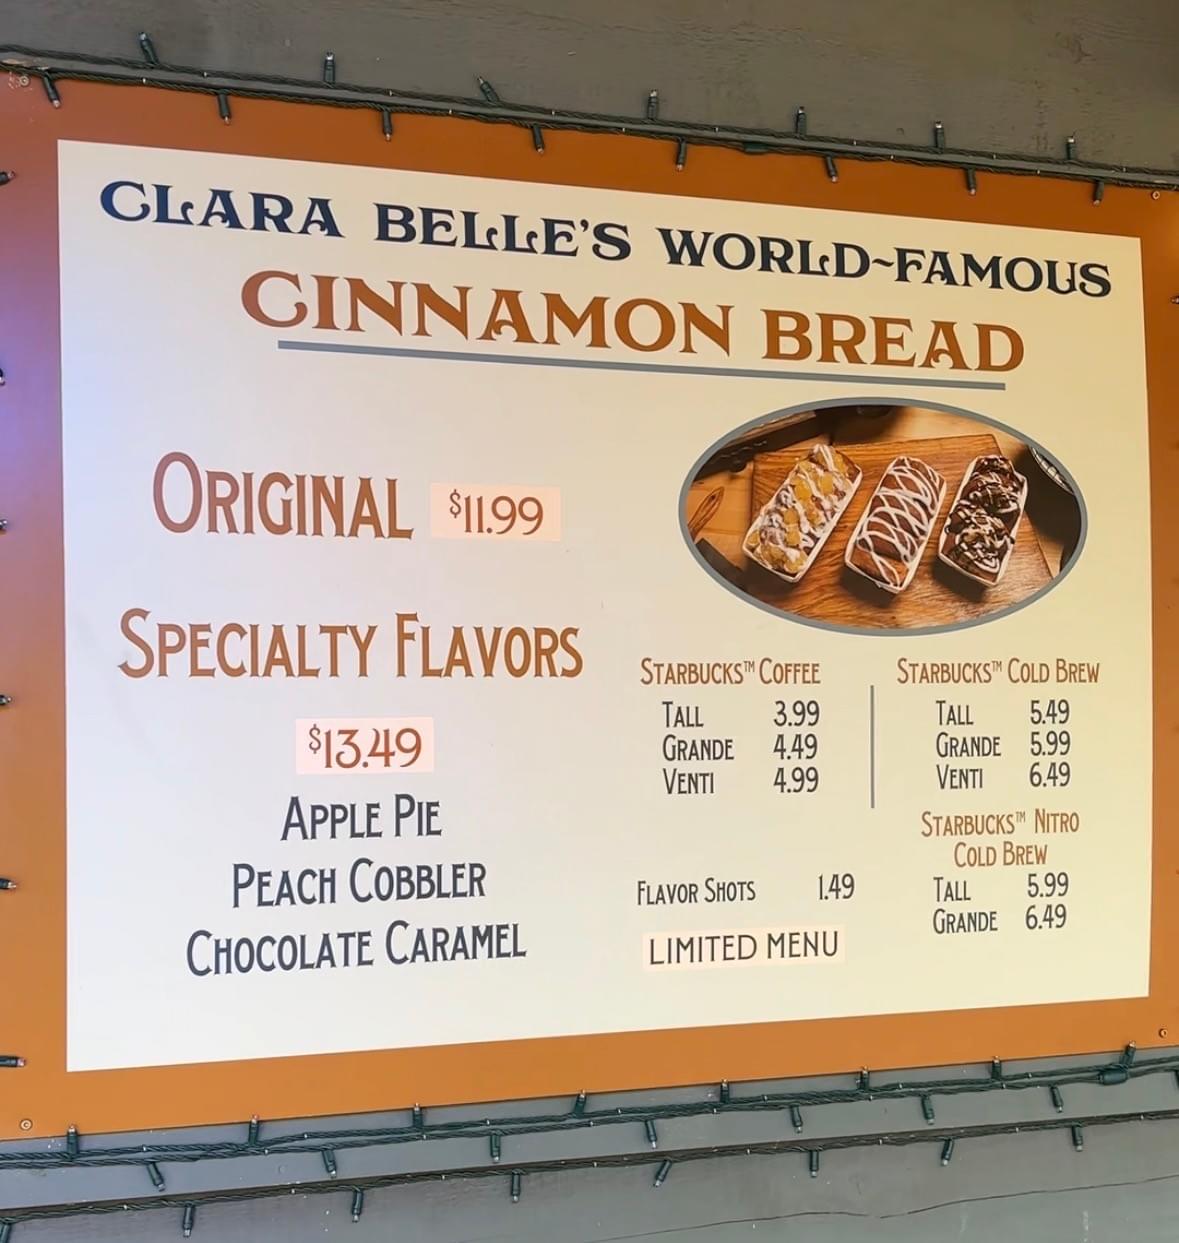 CLARA BELLE'S WORLD~FAMOUS
CINNAMON BREAD
ORIGINAL $11.99
SPECIALTY FLAVORS
$13.49
APPLE PIE
PEACH COBBLER
CHOCOLATE CARAMEL
STARBUCKS™ COFFEE
TALL 3.99
GRANDE 4.49
VENTI 4.99
FLAVOR SHOTS 1.49
LIMITED MENU
STARBUCKS™ COLD BREW
TALL 5.49
GRANDE 5.99
VENTI 6.49
STARBUCKS™ NITRO
COLD BREW
TALL 5.99
GRANDE 6.49